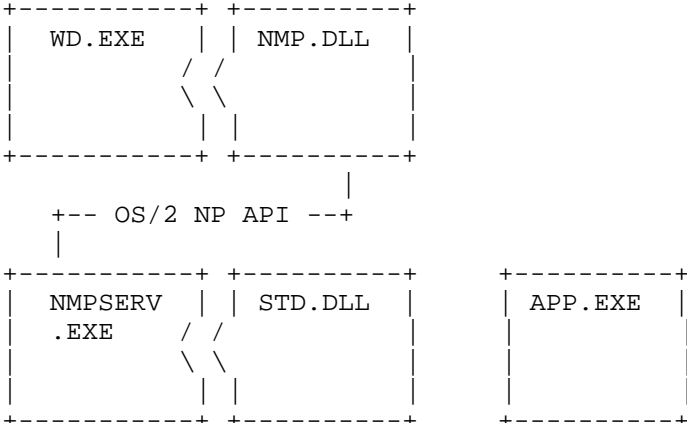 WD.EXE NMP.DLL
OS/2 NP API
NMPSERV STD.DLL APP.EXE
.EXE